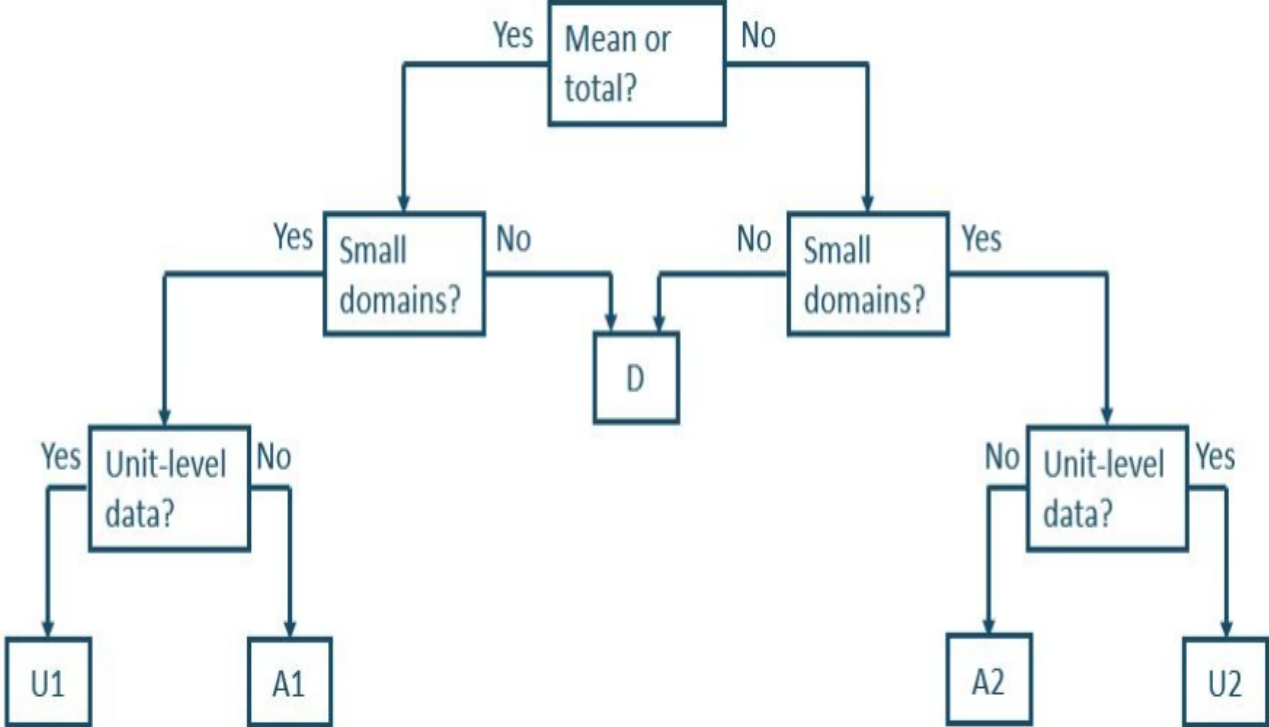 Yes
Mean or
total?
No
Yes
Small
domains?
No
No
Small
domains?
Yes
D
Yes
Unit-level
data?
No
No
Unit-level
data?
Yes
U1
A1
A2
U2